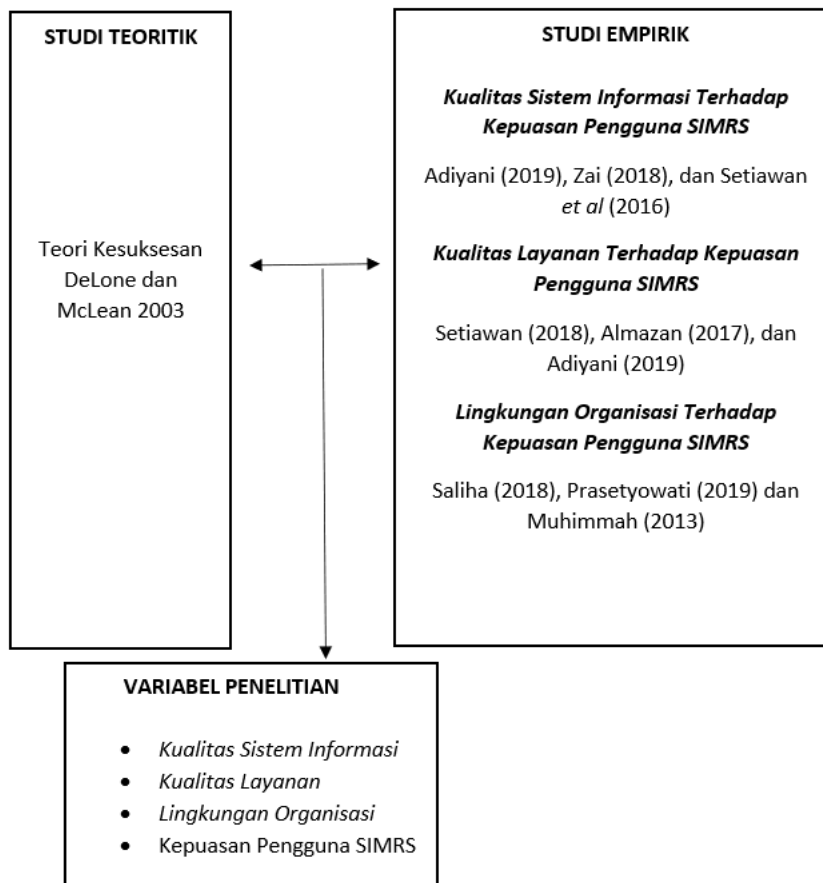 STUDI TEORITIK
Teori Kesuksesan
DeLone dan
McLean 2003
STUDI EMPIRIK
Kualitas Sistem Informasi Terhadap
Kepuasan Pengguna SIMRS
Adiyani (2019), Zai (2018), dan Setiawan
et al (2016)
Kualitas Layanan Terhadap Kepuasan
Pengguna SIMRS
Setiawan (2018), Almazan (2017), dan
Adiyani (2019)
Lingkungan Organisasi Terhadap
Kepuasan Pengguna SIMRS
Saliha (2018), Prasetyowati (2019) dan
Muhimmah (2013)
VARIABEL PENELITIAN
• Kualitas Sistem Informasi
• Kualitas Layanan
• Lingkungan Organisasi
• Kepuasan Pengguna SIMRS